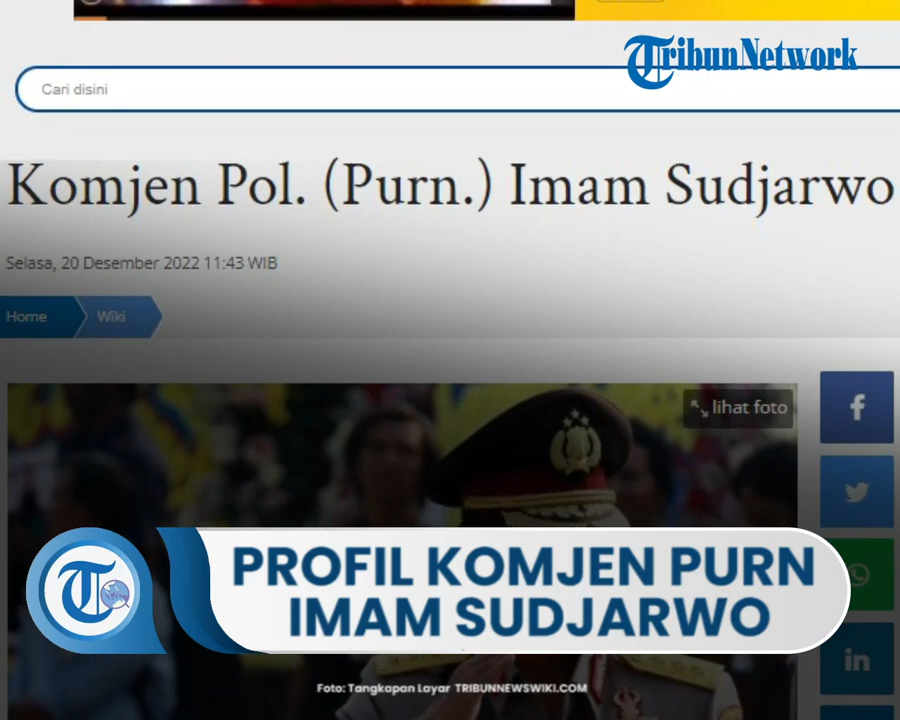 TribunNetwork
Cari disini
Komjen Pol. (Purn.) Imam Sudjarwo
Selasa, 20 Desember 2022 11:43 WIB
Home
Wiki
lihat foto
PROFIL KOMJEN PURN
IMAM SUDJARWO
Foto: Tangkapan Layar TRIBUNNEWSWIKI.COM